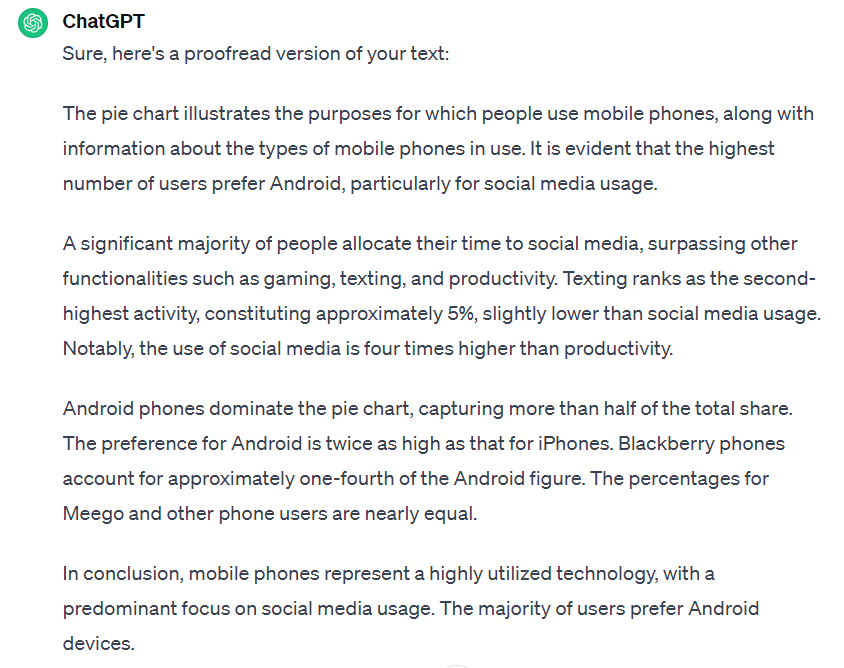 ChatGPT
Sure, here's a proofread version of your text:
The pie chart illustrates the purposes for which people use mobile phones, along with
information about the types of mobile phones in use. It is evident that the highest
number of users prefer Android, particularly for social media usage.
A significant majority of people allocate their time to social media, surpassing other
functionalities such as gaming, texting, and productivity. Texting ranks as the second-
highest activity, constituting approximately 5%, slightly lower than social media usage.
Notably, the use of social media is four times higher than productivity.
Android phones dominate the pie chart, capturing more than half of the total share.
The preference for Android is twice as high as that for iPhones. Blackberry phones
account for approximately one-fourth of the Android figure. The percentages for
Meego and other phone users are nearly equal.
In conclusion, mobile phones represent a highly utilized technology, with a
predominant focus on social media usage. The majority of users prefer Android
devices.